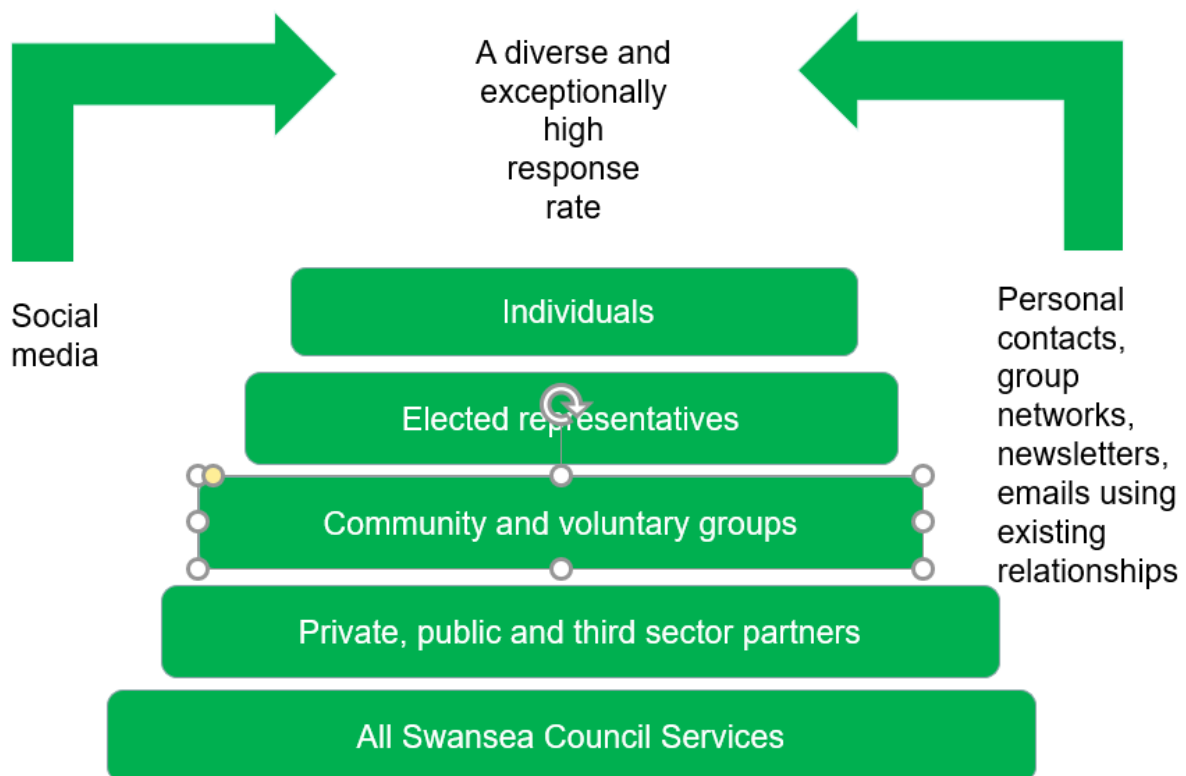 A diverse and
exceptionally
high
response
rate
Social
media
Individuals
Elected representatives
Community and voluntary groups
Private, public and third sector partners
All Swansea Council Services
Personal
contacts,
group
networks,
newsletters,
emails using
existing
relationships